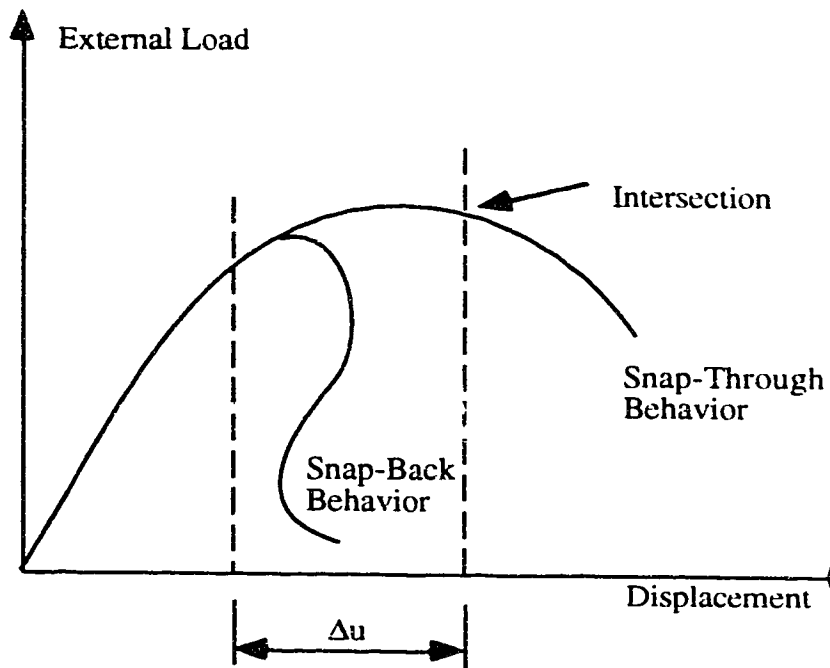 External Load
Intersection
Snap-Through
Behavior
Snap-Back
Behavior
Displacement
Δu